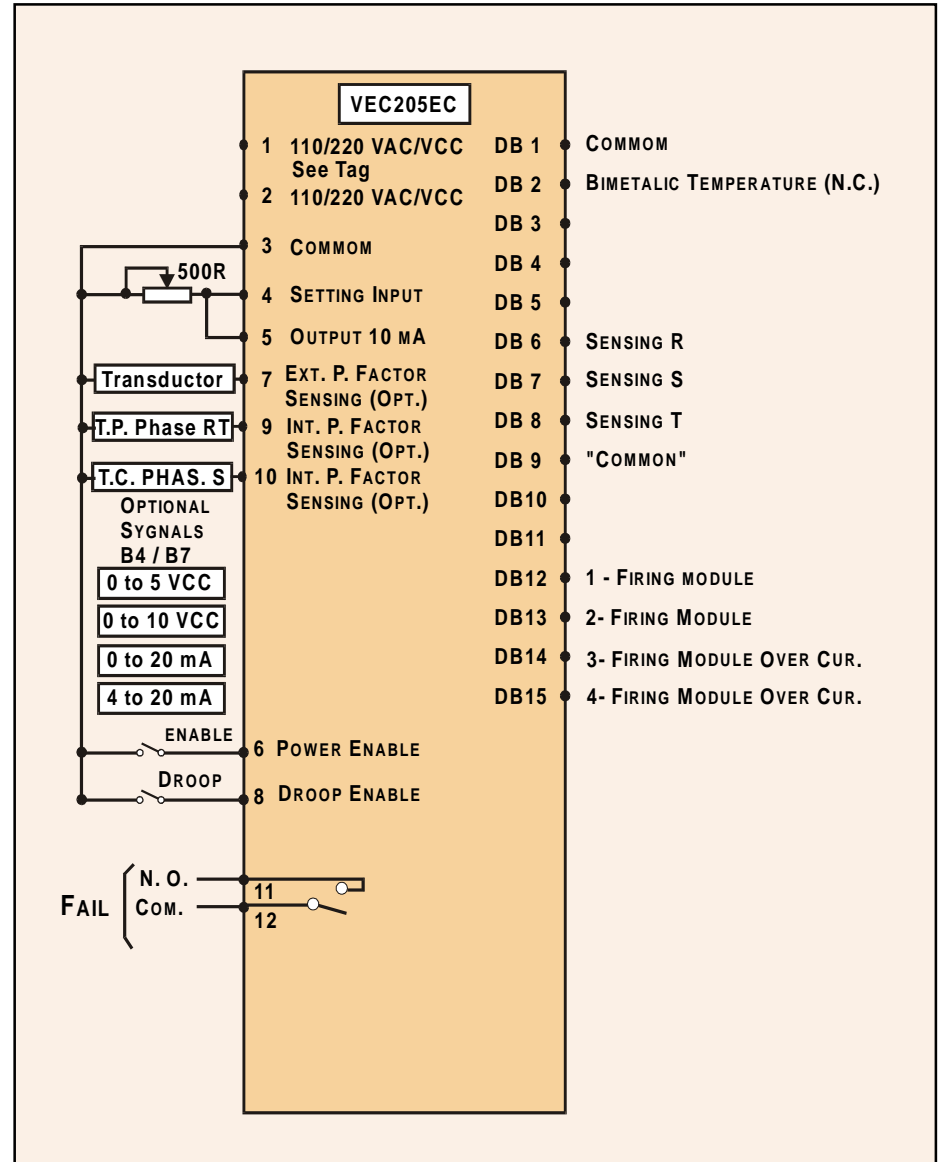 VEC205EC
1 110/220 VAC/VCC
See Tag
2 110/220 VAC/VCC
3 COMMOM
500R
4 SETTING INPUT
5 OUTPUT 10 MA
Transductor
7 EXT. P. FACTOR
SENSING (OPT.)
T.P. Phase RT
9 INT. P. FACTOR
SENSING (OPT.)
T.C. PHAS. S
10 INT. P. FACTOR
SENSING (OPT.)
OPTIONAL
SYGNALS
B4 / B7
0 to 5 VCC
0 to 10 VCC
0 to 20 mA
4 to 20 mA
ENABLE
6 POWER ENABLE
DROOP
8 DROOP ENABLE
FAIL
N. O.
11
COM.
12
DB 1 COMMOM
DB 2 BIMETALIC TEMPERATURE (N.C.)
DB 3
DB 4
DB 5
DB 6 SENSING R
DB 7 SENSING S
DB 8 SENSING T
DB 9 "COMMON"
DB10
DB11
DB12 1 - FIRING MODULE
DB13 2- FIRING MODULE
DB14 3- FIRING MODULE OVER CUR.
DB15 4- FIRING MODULE OVER CUR.